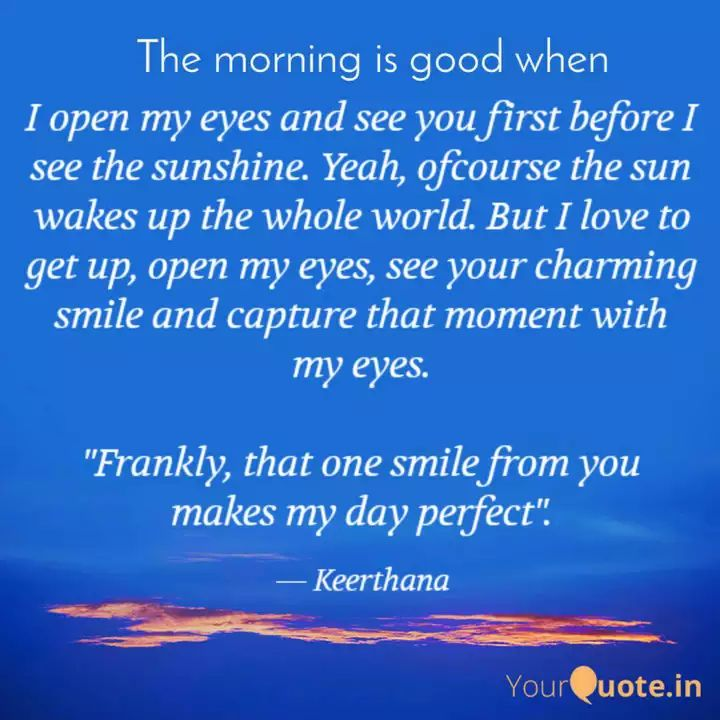 The morning is good when
I open my eyes and see you first before I
see the sunshine. Yeah, ofcourse the sun
wakes up the whole world. But I love to
get up, open my eyes, see your charming
smile and capture that moment with
my eyes.
"Frankly, that one smile from you
makes my day perfect".
— Keerthana
YourQuote.in